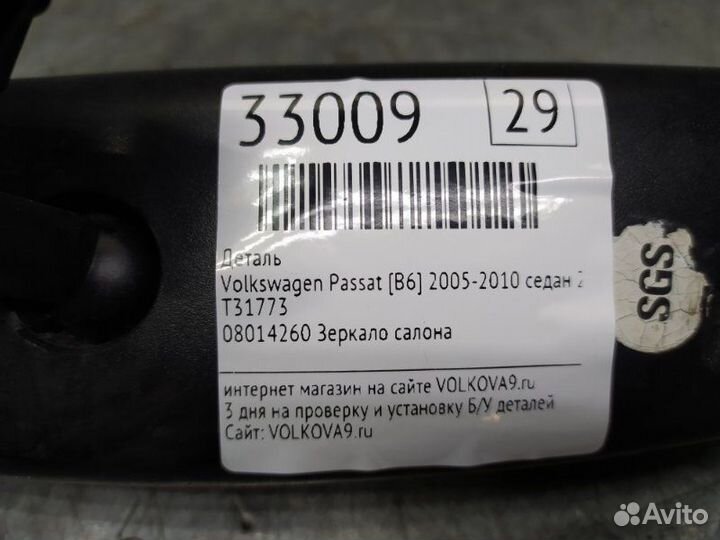 33009
29
Деталь
Volkswagen Passat [B6] 2005-2010 седан 2
T31773
08014260 Зеркало салона
интернет магазин на сайте VOLKOVA9.ru
3 дня на проверку и установку Б/У деталей
Сайт: VOLKOVA9.ru
SGS
Avito